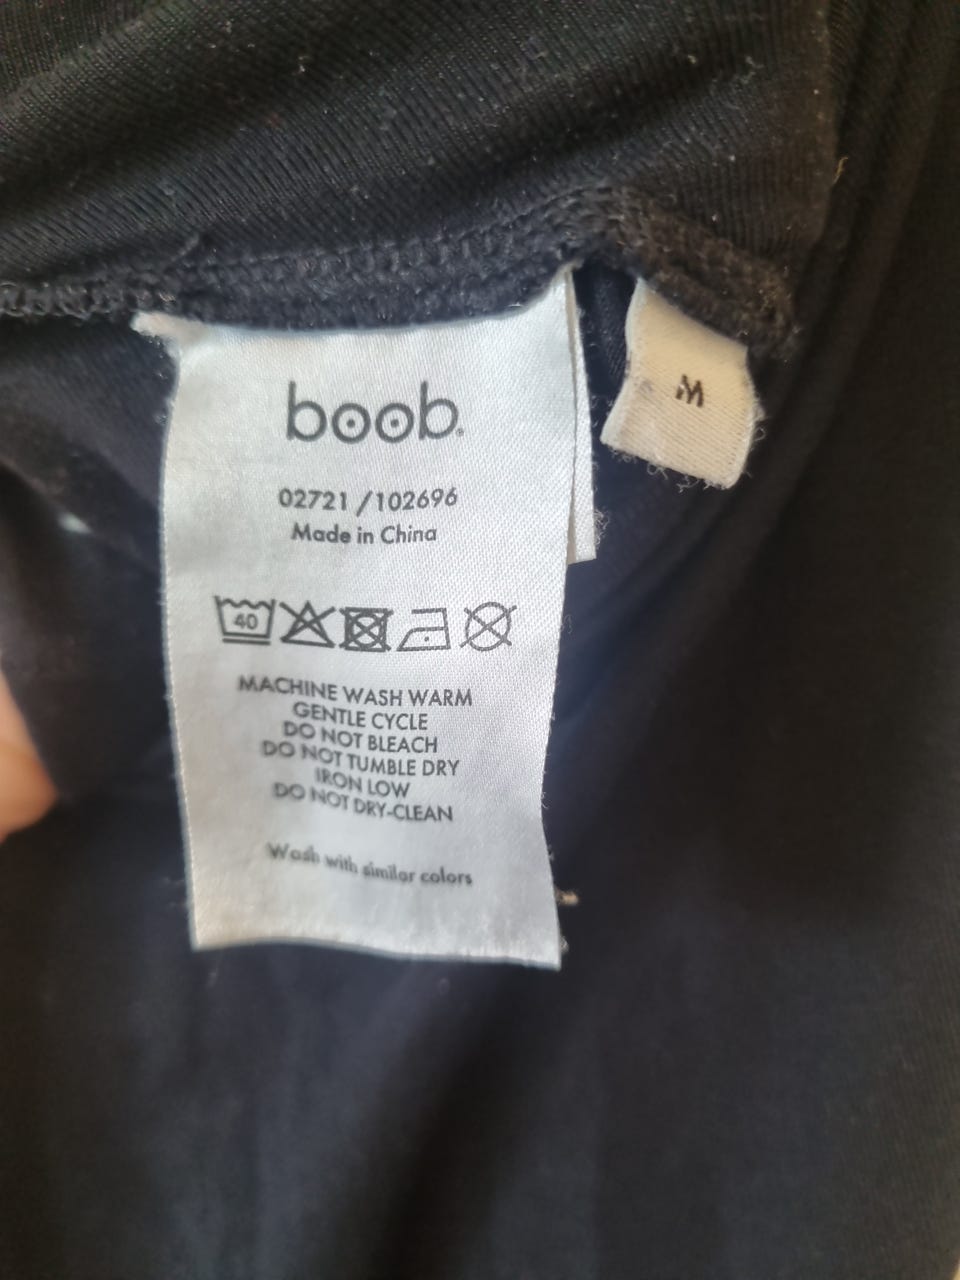 boob®
02721 /102696
Made in China
40
MACHINE WASH WARM
GENTLE CYCLE
DO NOT BLEACH
DO NOT TUMBLE DRY
IRON LOW
DO NOT DRY-CLEAN
Wash with similar colors
M